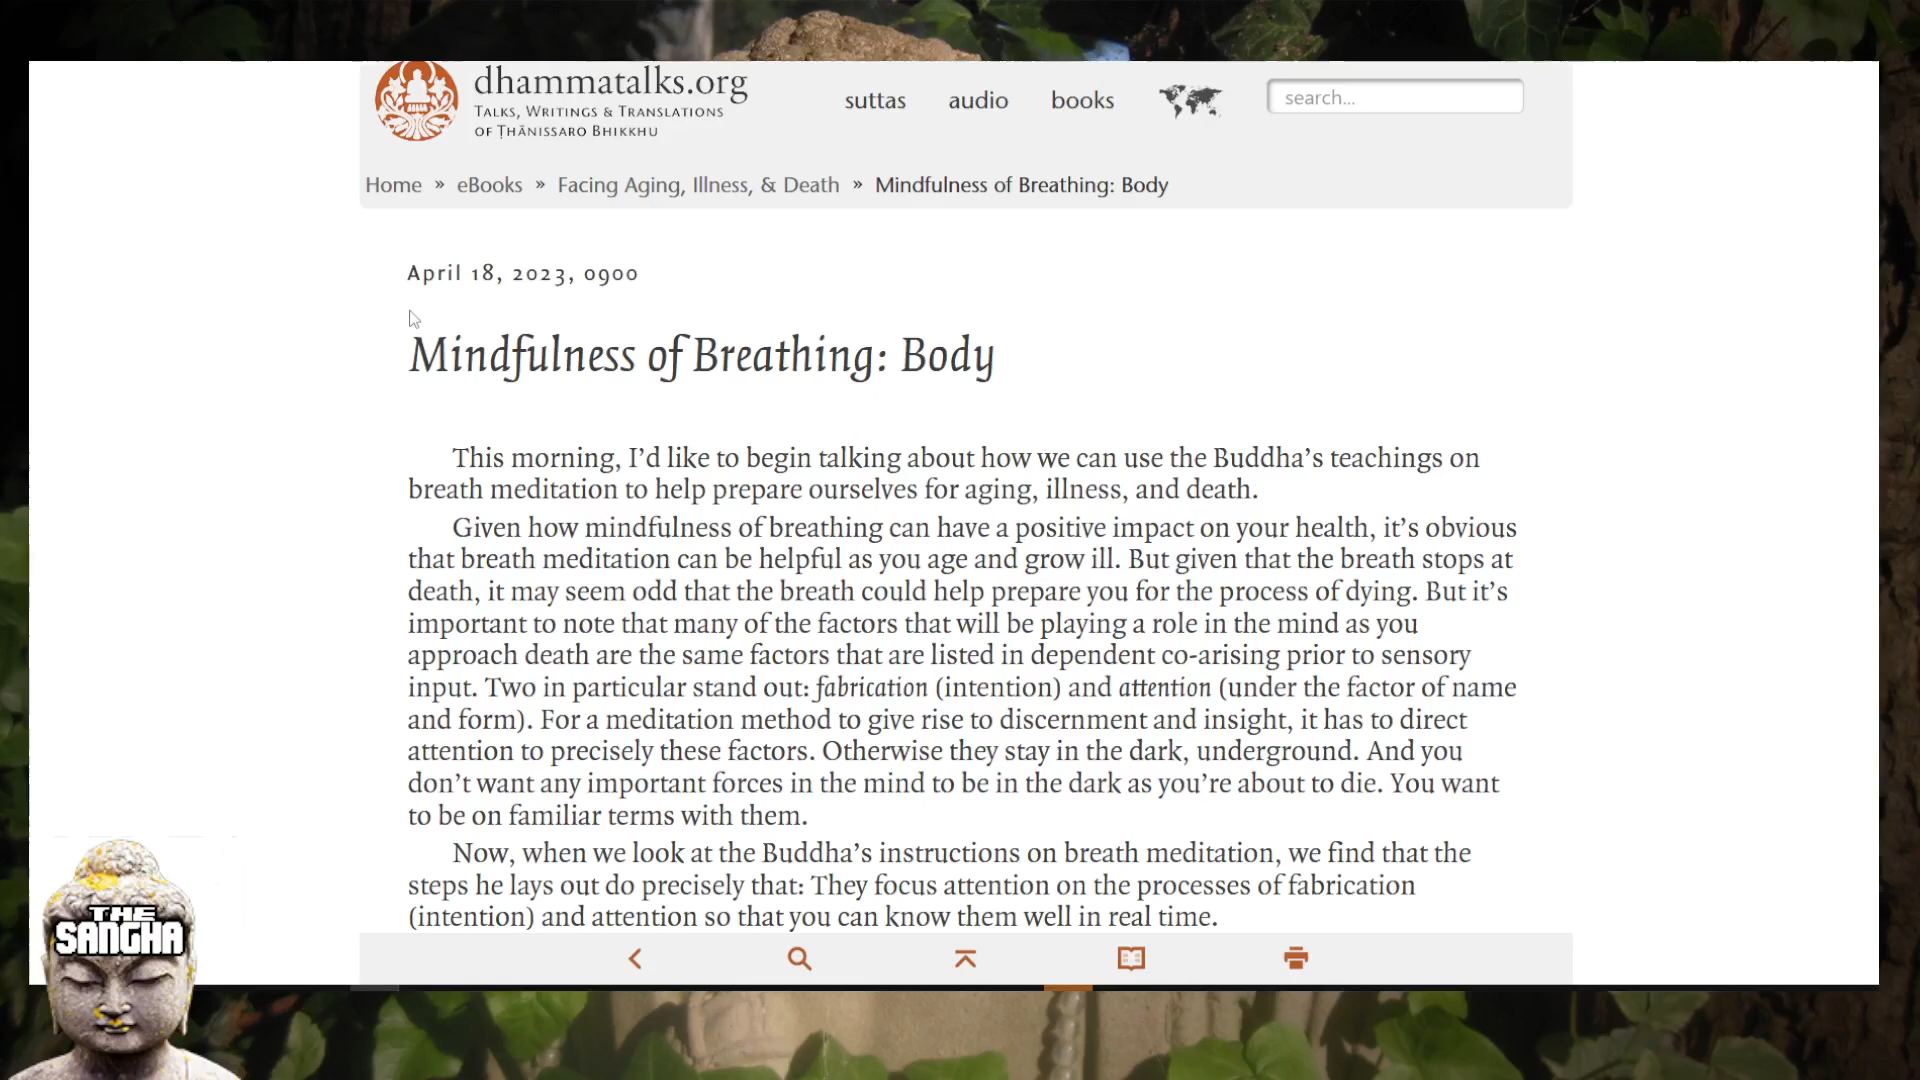 dhammatalks.org
Talks, Writings & Translations
of Ṭhānissaro Bhikkhu
suttas audio books search...
Home » eBooks » Facing Aging, Illness, & Death » Mindfulness of Breathing: Body
April 18, 2023, 0900
Mindfulness of Breathing: Body
This morning, I’d like to begin talking about how we can use the Buddha’s teachings on
breath meditation to help prepare ourselves for aging, illness, and death.
Given how mindfulness of breathing can have a positive impact on your health, it’s obvious
that breath meditation can be helpful as you age and grow ill. But given that the breath stops at
death, it may seem odd that the breath could help prepare you for the process of dying. But it’s
important to note that many of the factors that will be playing a role in the mind as you
approach death are the same factors that are listed in dependent co-arising prior to sensory
input. Two in particular stand out: fabrication (intention) and attention (under the factor of name
and form). For a meditation method to give rise to discernment and insight, it has to direct
attention to precisely these factors. Otherwise they stay in the dark, underground. And you
don’t want any important forces in the mind to be in the dark as you’re about to die. You want
to be on familiar terms with them.
Now, when we look at the Buddha’s instructions on breath meditation, we find that the
steps he lays out do precisely that: They focus attention on the processes of fabrication
(intention) and attention so that you can know them well in real time.
THE
SANGHA